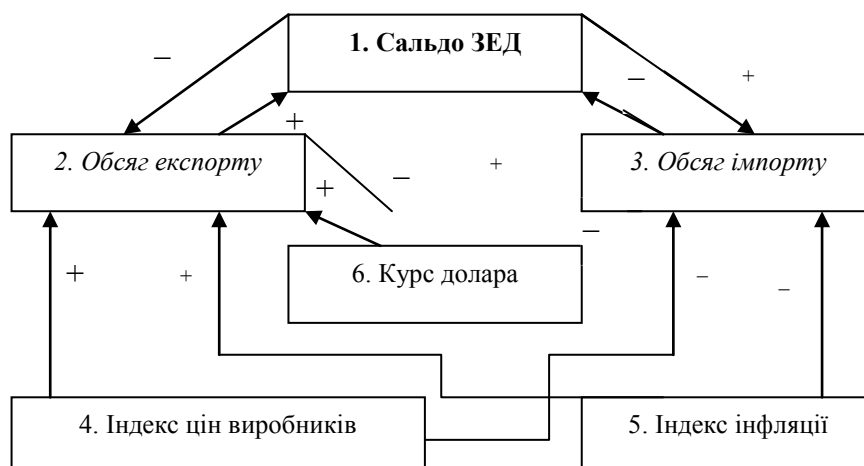 1. Сальдо ЗЕД
− − +
+
2. Обсяг експорту
3. Обсяг імпорту
+ − +
−
−
6. Курс долара
+ + − −
4. Індекс цін виробників
5. Індекс інфляції